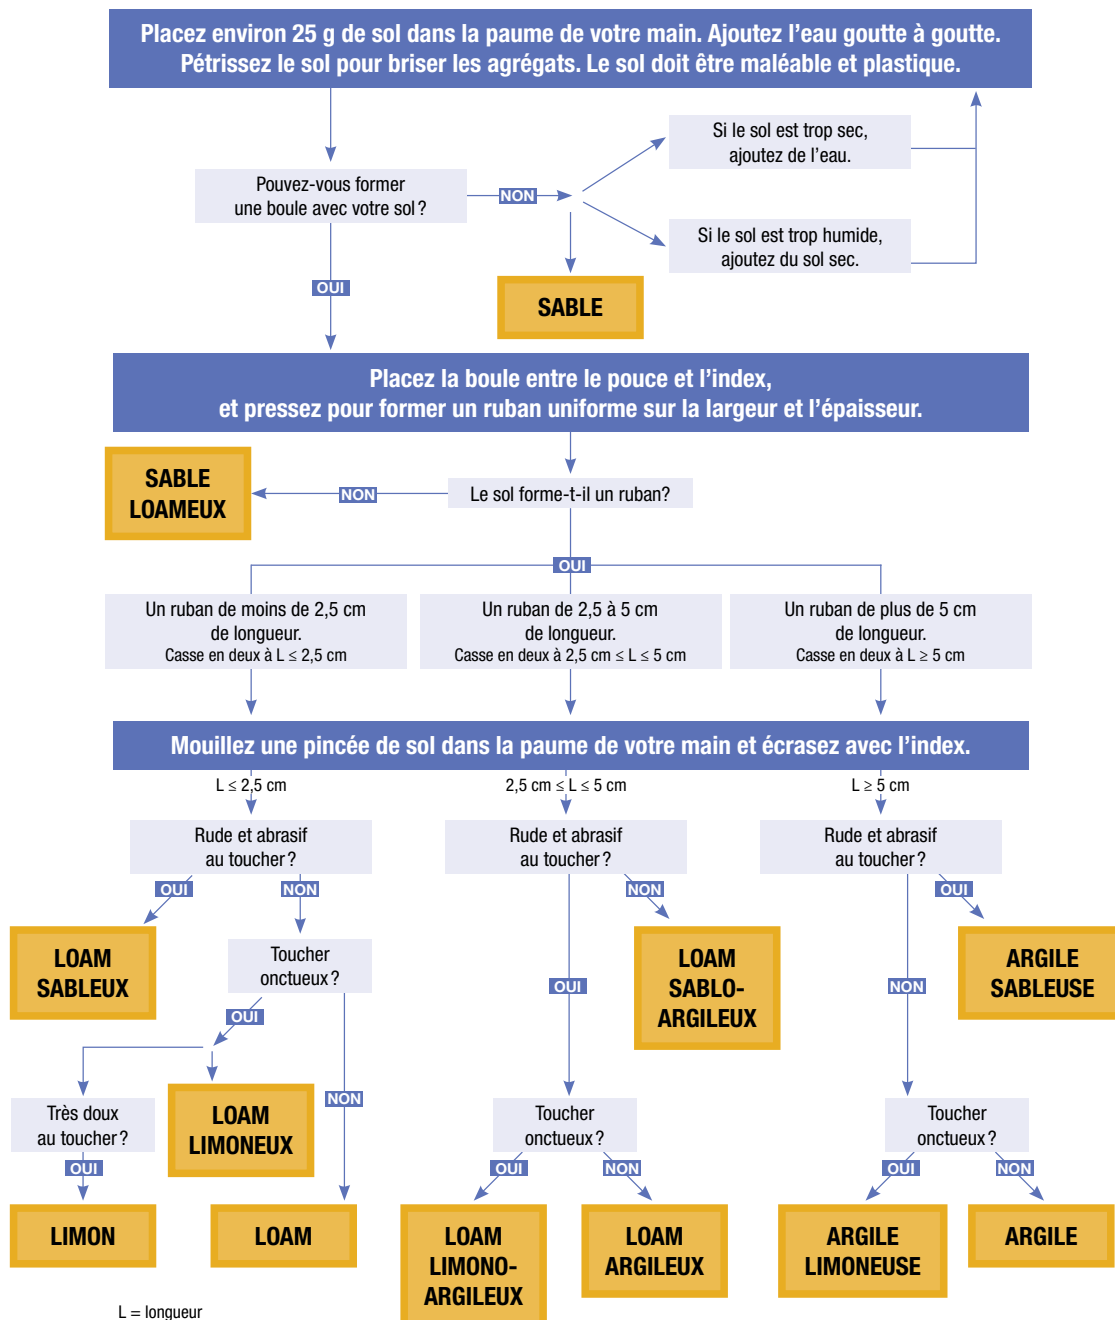 Placez environ 25 g de sol dans la paume de votre main. Ajoutez l’eau goutte à goutte.
Pétrissez le sol pour briser les agrégats. Le sol doit être maléable et plastique.
Si le sol est trop sec,
ajoutez de l’eau.
Pouvez-vous former
une boule avec votre sol ?
NON
Si le sol est trop humide,
ajoutez du sol sec.
OUI
SABLE
Placez la boule entre le pouce et l’index,
et pressez pour former un ruban uniforme sur la largeur et l’épaisseur.
SABLE
LOAMEUX
NON
Le sol forme-t-il un ruban?
OUI
Un ruban de moins de 2,5 cm
de longueur.
Casse en deux à L ≤ 2,5 cm
Un ruban de 2,5 à 5 cm
de longueur.
Casse en deux à 2,5 cm ≤ L ≤ 5 cm
Un ruban de plus de 5 cm
de longueur.
Casse en deux à L ≥ 5 cm
Mouillez une pincée de sol dans la paume de votre main et écrasez avec l’index.
L ≤ 2,5 cm
2,5 cm ≤ L ≤ 5 cm
L ≥ 5 cm
Rude et abrasif
au toucher ?
Rude et abrasif
au toucher ?
Rude et abrasif
au toucher ?
OUI
NON
NON
OUI
LOAM
SABLEUX
Toucher
onctueux ?
LOAM
SABLO-
ARGILEUX
ARGILE
SABLEUSE
OUI
NON
OUI
NON
Très doux
au toucher ?
LOAM
LIMONEUX
Toucher
onctueux ?
Toucher
onctueux ?
OUI
OUI
NON
OUI
NON
LIMON
LOAM
LOAM
LIMONO-
ARGILEUX
LOAM
ARGILEUX
ARGILE
LIMONEUSE
ARGILE
L = longueur